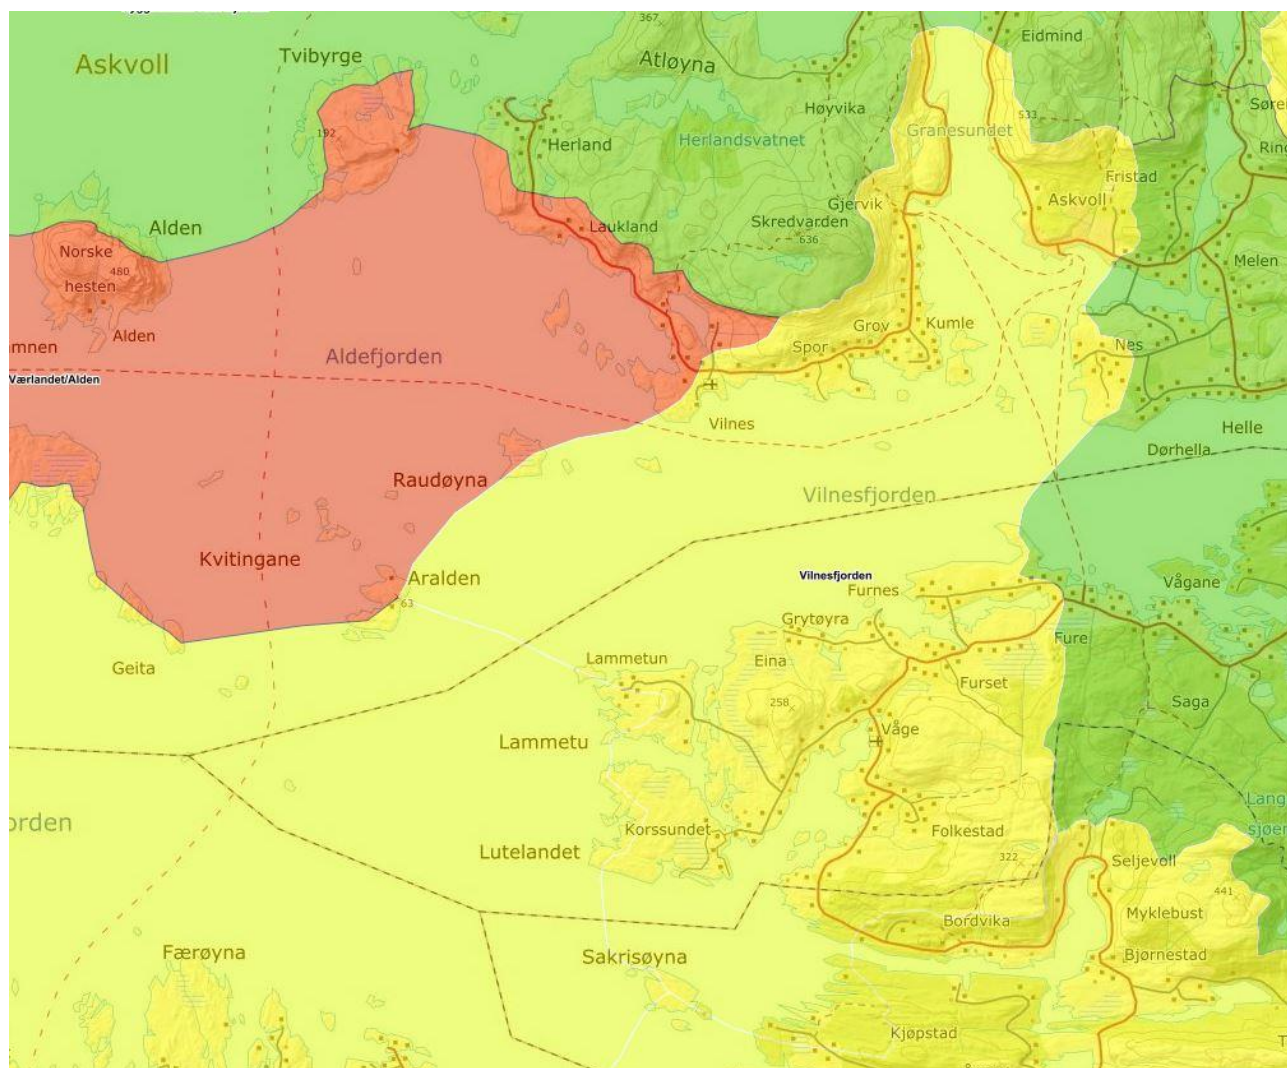 Askvoll
Tvibyrge
367
Atløyna
Eidmind
Høyvika
533
Granesundet
Søre
192
Herland
Herlandsvatnet
Ring
Fristad
Gjervik
Askvoll
Alden
Laukland
Skredvarden
636
Norske
hesten
480
Melen
Alden
Grov
Kumle
amnen
Aldefjorden
Spor
Nes
Værlandet/Alden
Vilnes
Helle
Dørhella
Raudøyna
Vilnesfjorden
Kvitingane
Aralden
63
Vilnesfjorden
Furnes
Vågane
Grytøyra
Fure
Geita
Lammetun
Eina
Furset
258
Saga
Våge
Lammetu
Lang
sjøen
orden
Korssundet
Folkestad
Lutelandet
322
Seljevoll
441
Myklebust
Bordvika
Færøyna
Sakrisøyna
Bjørnestad
Kjøpstad
T